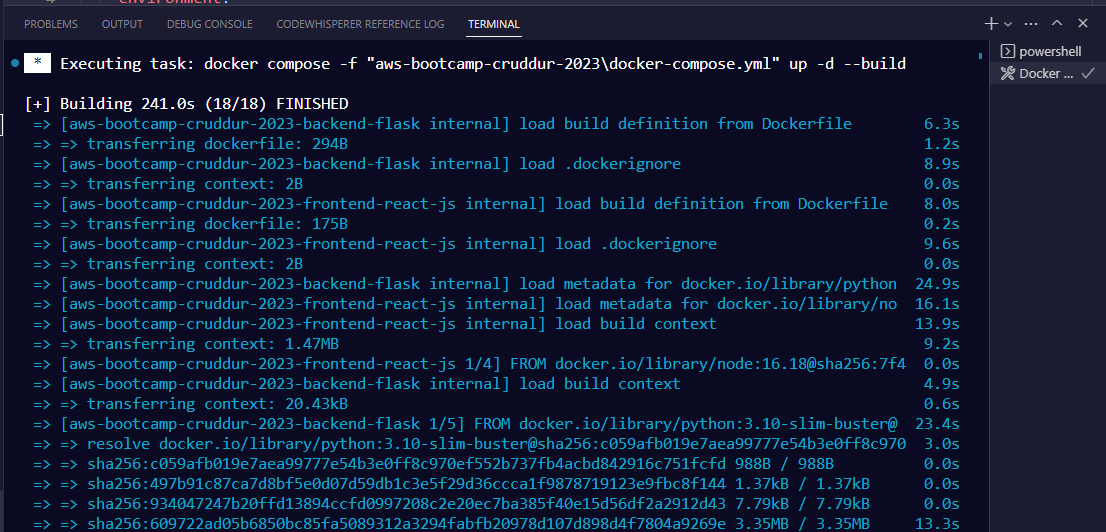 environment:
PROBLEMS OUTPUT DEBUG CONSOLE CODEWHISPERER REFERENCE LOG TERMINAL
powershell
Docker ...
* Executing task: docker compose -f "aws-bootcamp-cruddur-2023\docker-compose.yml" up -d --build
[+] Building 241.0s (18/18) FINISHED
=> [aws-bootcamp-cruddur-2023-backend-flask internal] load build definition from Dockerfile 6.3s
=> => transferring dockerfile: 294B 1.2s
=> [aws-bootcamp-cruddur-2023-backend-flask internal] load .dockerignore 8.9s
=> => transferring context: 2B 0.0s
=> [aws-bootcamp-cruddur-2023-frontend-react-js internal] load build definition from Dockerfile 8.0s
=> => transferring dockerfile: 175B 0.2s
=> [aws-bootcamp-cruddur-2023-frontend-react-js internal] load .dockerignore 9.6s
=> => transferring context: 2B 0.0s
=> [aws-bootcamp-cruddur-2023-backend-flask internal] load metadata for docker.io/library/python 24.9s
=> [aws-bootcamp-cruddur-2023-frontend-react-js internal] load metadata for docker.io/library/no 16.1s
=> [aws-bootcamp-cruddur-2023-frontend-react-js internal] load build context 13.9s
=> => transferring context: 1.47MB 9.2s
=> [aws-bootcamp-cruddur-2023-frontend-react-js 1/4] FROM docker.io/library/node:16.18@sha256:7f4 0.0s
=> [aws-bootcamp-cruddur-2023-backend-flask internal] load build context 4.9s
=> => transferring context: 20.43kB 0.6s
=> [aws-bootcamp-cruddur-2023-backend-flask 1/5] FROM docker.io/library/python:3.10-slim-buster@ 23.4s
=> => resolve docker.io/library/python:3.10-slim-buster@sha256:c059afb019e7aea99777e54b3e0ff8c970 3.0s
=> => sha256:c059afb019e7aea99777e54b3e0ff8c970ef552b737fb4acbd842916c751fcfd 988B / 988B 0.0s
=> => sha256:497b91c87ca7d8bf5e0d07d59db1c3e5f29d36ccca1f9878719123e9fbc8f144 1.37kB / 1.37kB 0.0s
=> => sha256:934047247b20ffd13894ccfd0997208c2e20ec7ba385f40e15d56df2a2912d43 7.79kB / 7.79kB 0.0s
=> => sha256:609722ad05b6850bc85fa5089312a3294fabfb20978d107d898d4f7804a9269e 3.35MB / 3.35MB 13.3s